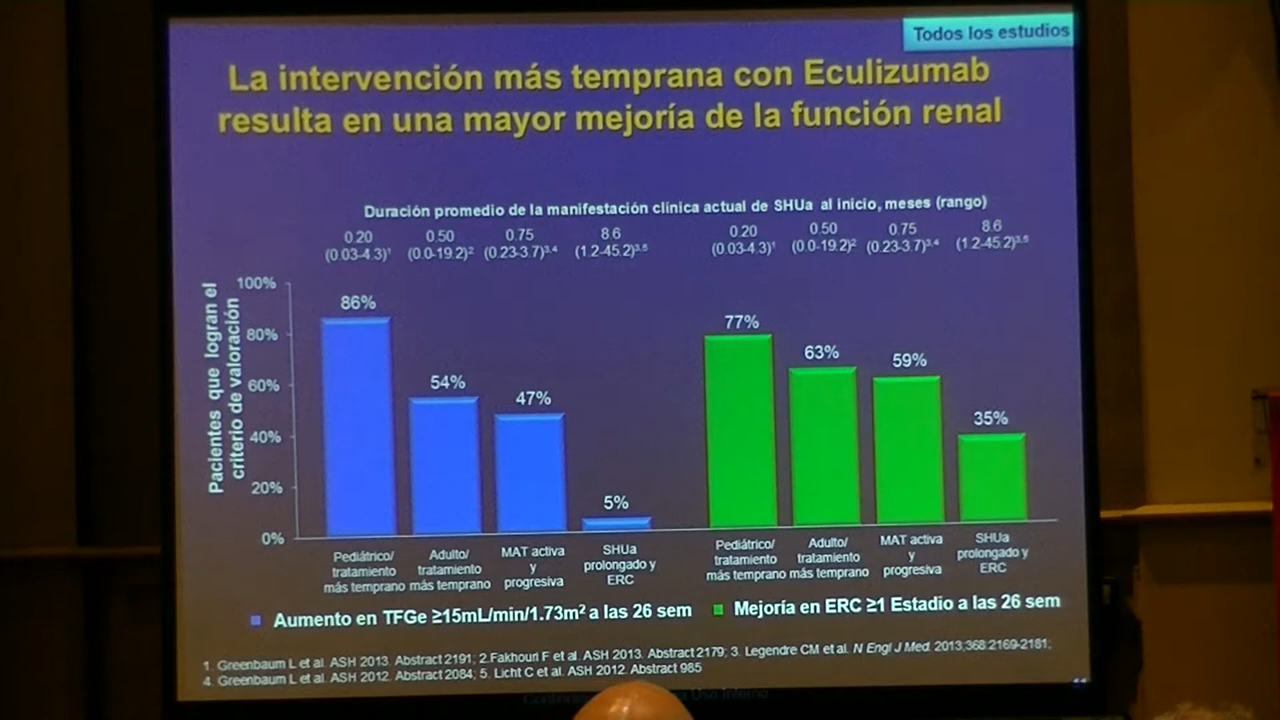 Todos los estudios
La intervención más temprana con Eculizumab
resulta en una mayor mejoría de la función renal
Duración promedio de la manifestación clínica actual de SHUa al inicio, meses (rango)
0.20 0.50 0.75 8.6 0.20 0.50 0.75 8.6
(0.03-4.3)¹ (0.0-19.2)² (0.23-3.7)³,⁴ (1.2-45.2)³,⁵ (0.03-4.3)¹ (0.0-19.2)² (0.23-3.7)³,⁴ (1.2-45.2)³,⁵
Pacientes que logran el
criterio de valoración
100%
80%
60%
40%
20%
0%
86%
54%
47%
5%
77%
63%
59%
35%
Pediátrico/
tratamiento
más temprano
Adulto/
tratamiento
más temprano
MAT activa
y
progresiva
SHUa
prolongado y
ERC
Pediátrico/
tratamiento
más temprano
Adulto/
tratamiento
más temprano
MAT activa
y
progresiva
SHUa
prolongado y
ERC
Aumento en TFGe ≥15mL/min/1.73m² a las 26 sem
Mejoría en ERC ≥1 Estadio a las 26 sem
1. Greenbaum L et al. ASH 2013. Abstract 2191; 2.Fakhouri F et al. ASH 2013. Abstract 2179; 3. Legendre CM et al. N Engl J Med. 2013;368:2169-2181;
4. Greenbaum L et al. ASH 2012. Abstract 2084; 5. Licht C et al. ASH 2012. Abstract 985
Uso Interno